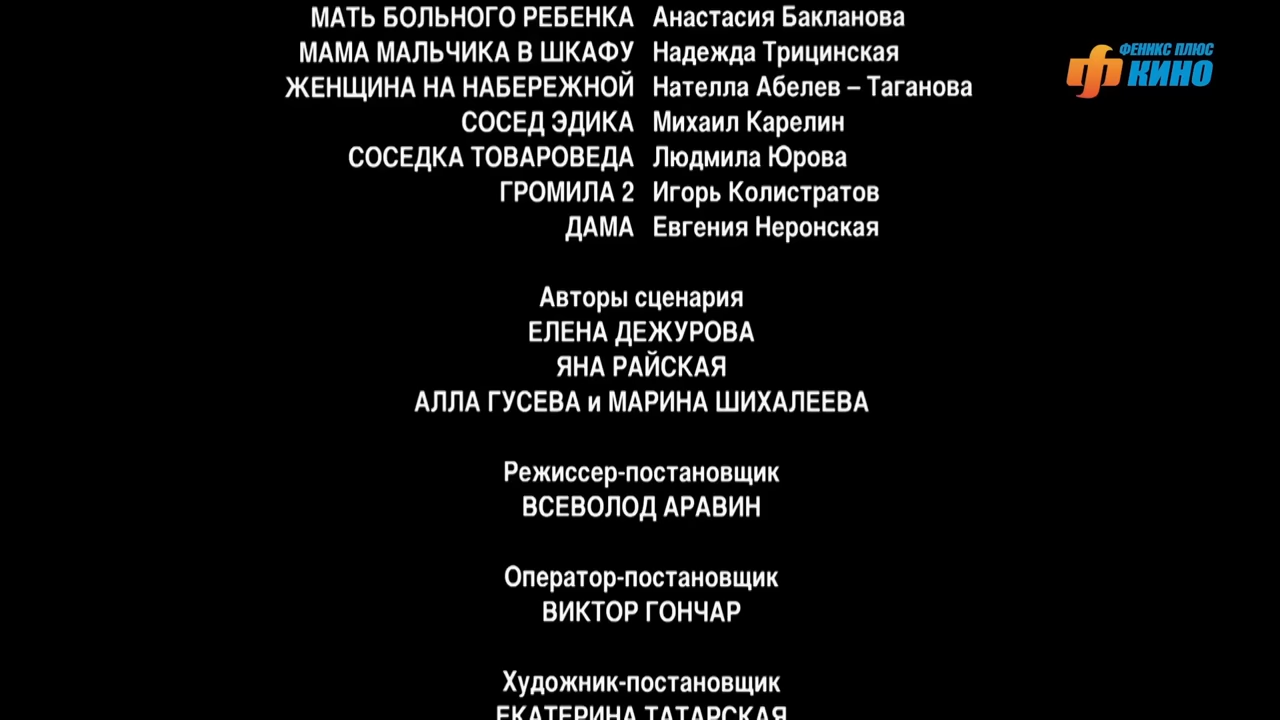 МАТЬ БОЛЬНОГО РЕБЕНКА Анастасия Бакланова
МАМА МАЛЬЧИКА В ШКАФУ Надежда Трицинская
ЖЕНЩИНА НА НАБЕРЕЖНОЙ Нателла Абелев – Таганова
СОСЕД ЭДИКА Михаил Карелин
СОСЕДКА ТОВАРОВЕДА Людмила Юрова
ГРОМИЛА 2 Игорь Колистратов
ДАМА Евгения Неронская
ФЕНИКС ПЛЮС
КИНО
Авторы сценария
ЕЛЕНА ДЕЖУРОВА
ЯНА РАЙСКАЯ
АЛЛА ГУСЕВА и МАРИНА ШИХАЛЕЕВА
Режиссер-постановщик
ВСЕВОЛОД АРАВИН
Оператор-постановщик
ВИКТОР ГОНЧАР
Художник-постановщик
ЕКАТЕРИНА ТАТАРСКАЯ